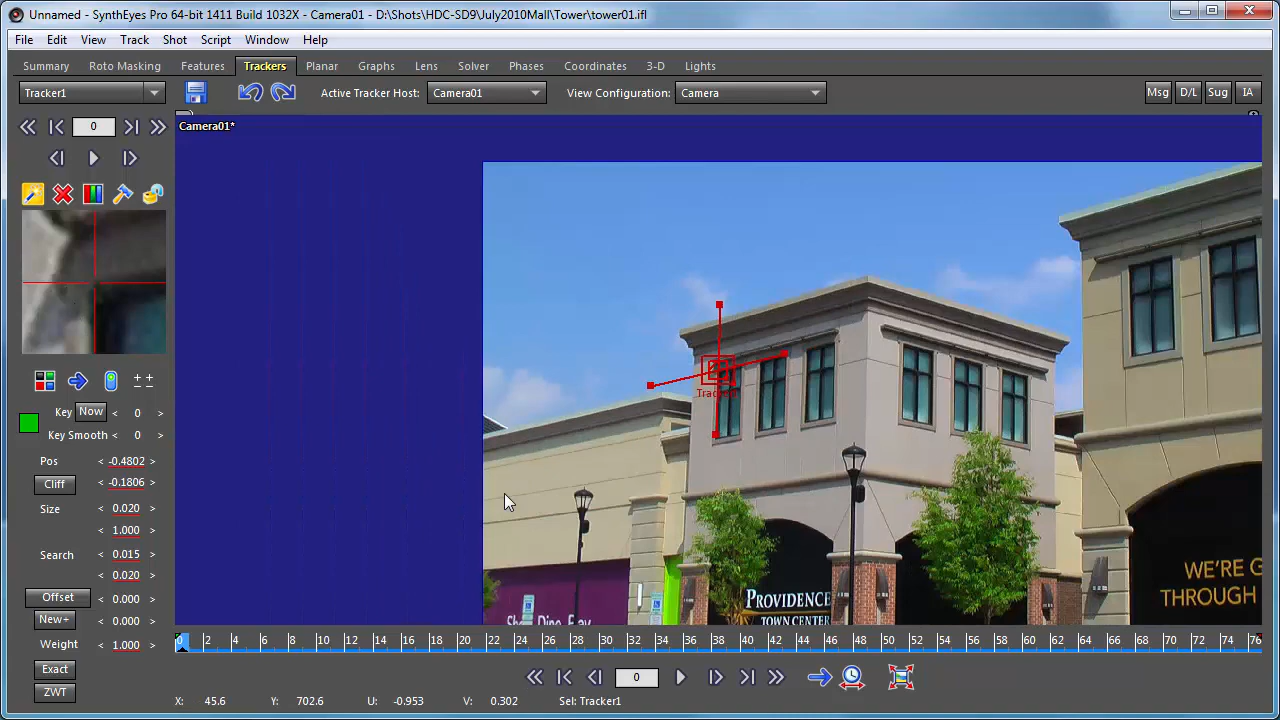 Unnamed - SynthEyes Pro 64-bit 1411 Build 1032X - Camera01 - D:\Shots\HDC-SD9\July2010Mall\Tower\tower01.ifl
File Edit View Track Shot Script Window Help
Summary Roto Masking Features Trackers Planar Graphs Lens Solver Phases Coordinates 3-D Lights
Tracker1 Active Tracker Host: Camera01 View Configuration: Camera Msg D/L Sug IA
0
Camera01*
Key Now < 0 >
Key Smooth < 0 >
Pos < -0.4802 >
Cliff < -0.1806 >
Size < 0.020 >
< 1.000 >
Search < 0.015 >
< 0.020 >
Offset < 0.000 >
New+ < 0.000 >
Weight < 1.000 >
Exact
ZWT
PROVIDENCE
TOWN CENTER
WE'RE G
THROUGH
0 2 4 6 8 10 12 14 16 18 20 22 24 26 28 30 32 34 36 38 40 42 44 46 48 50 52 54 56 58 60 62 64 66 68 70 72 74 76
0
X: 45.6 Y: 702.6 U: -0.953 V: 0.302 Sel: Tracker1